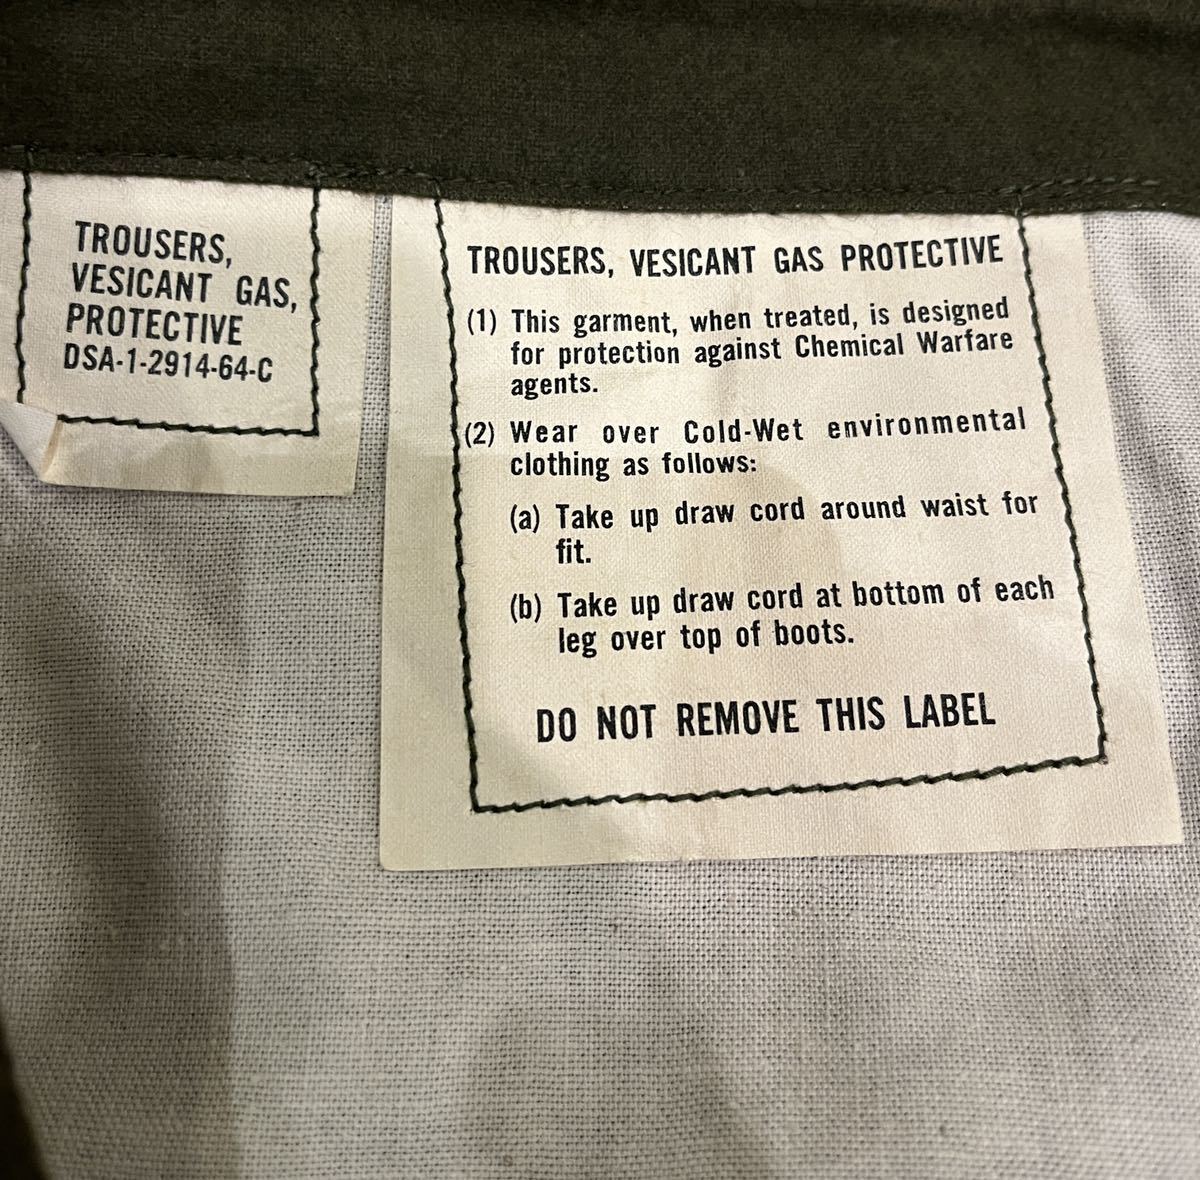 TROUSERS,
VESICANT GAS,
PROTECTIVE
DSA-1-2914-64-C
TROUSERS, VESICANT GAS PROTECTIVE
(1) This garment, when treated, is designed
for protection against Chemical Warfare
agents.
(2) Wear over Cold-Wet environmental
clothing as follows:
(a) Take up draw cord around waist for
fit.
(b) Take up draw cord at bottom of each
leg over top of boots.
DO NOT REMOVE THIS LABEL